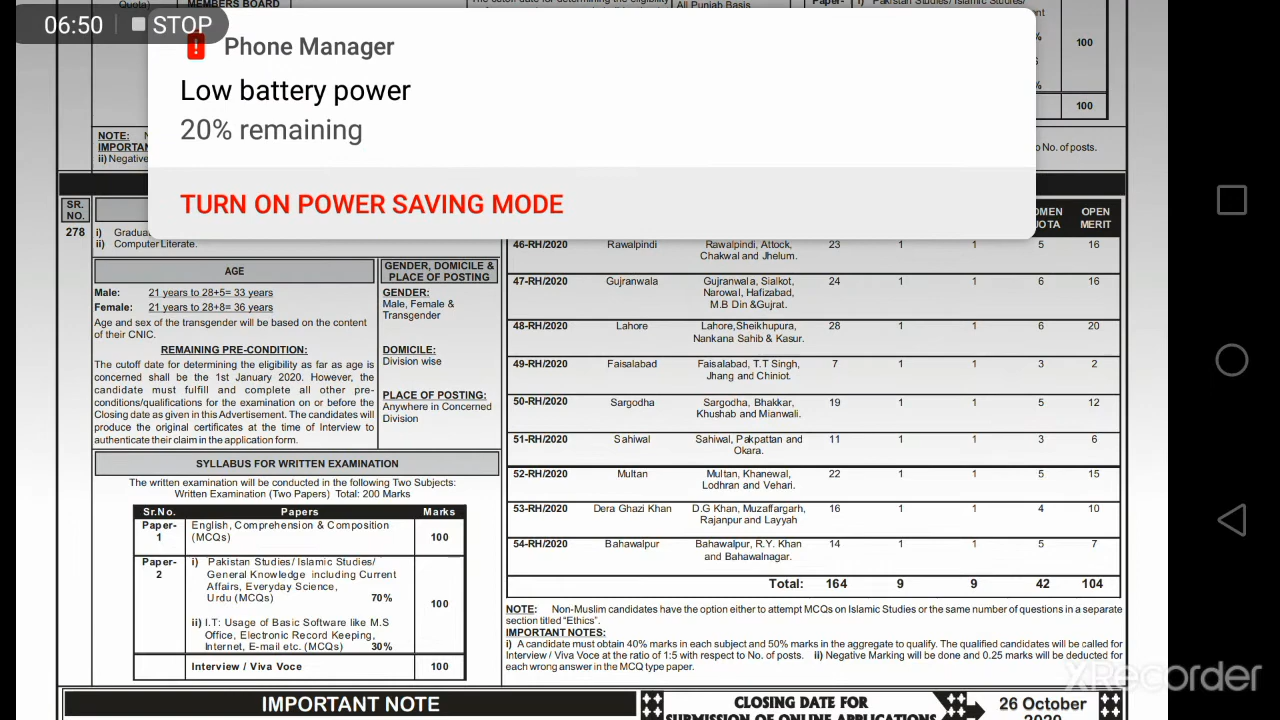 Quota)
MEMBERS BOARD
All Punjab Basis
Paper-
06:50
STOP
Phone Manager
Low battery power
20% remaining
TURN ON POWER SAVING MODE
100
100
NOTE:
ii) Negative
No. of posts.
SR.
NO.
278
i)
ii) Computer Literate.
AGE
Male: 21 years to 28+5= 33 years
Female: 21 years to 28+8= 36 years
Age and sex of the transgender will be based on the content
of their CNIC.
REMAINING PRE-CONDITION:
The cutoff date for determining the eligibility as far as age is
concerned shall be the 1st January 2020. However, the
candidate must fulfill and complete all other pre-
conditions/qualifications for the examination on or before the
Closing date as given in this Advertisement. The candidates will
produce the original certificates at the time of Interview to
authenticate their claim in the application form.
GENDER, DOMICILE &
PLACE OF POSTING
GENDER:
Male, Female &
Transgender
DOMICILE:
Division wise
PLACE OF POSTING:
Anywhere in Concerned
Division
SYLLABUS FOR WRITTEN EXAMINATION
The written examination will be conducted in the following Two Subjects:
Written Examination (Two Papers) Total: 200 Marks
Sr.No. Papers Marks
Paper-
1
English, Comprehension & Composition
(MCQs)
100
Paper-
2
i) Pakistan Studies/ Islamic Studies/
General Knowledge including Current
Affairs, Everyday Science,
Urdu (MCQs) 70%
100
ii) I.T: Usage of Basic Software like M.S
Office, Electronic Record Keeping,
Internet, E-mail etc. (MCQs) 30%
Interview / Viva Voce 100
OPEN
MERIT
46-RH/2020 Rawalpindi Rawalpindi, Attock, 23 1 1 5 16
Chakwal and Jhelum.
47-RH/2020 Gujranwala Gujranwala, Sialkot, 24 1 1 6 16
Narowal, Hafizabad,
M.B Din &Gujrat.
48-RH/2020 Lahore Lahore,Sheikhupura, 28 1 1 6 20
Nankana Sahib & Kasur.
49-RH/2020 Faisalabad Faisalabad, T.T Singh, 7 1 1 3 2
Jhang and Chiniot.
50-RH/2020 Sargodha Sargodha, Bhakkar, 19 1 1 5 12
Khushab and Mianwali.
51-RH/2020 Sahiwal Sahiwal, Pakpattan and 11 1 1 3 6
Okara.
52-RH/2020 Multan Multan, Khanewal, 22 1 1 5 15
Lodhran and Vehari.
53-RH/2020 Dera Ghazi Khan D.G Khan, Muzaffargarh, 16 1 1 4 10
Rajanpur and Layyah
54-RH/2020 Bahawalpur Bahawalpur, R.Y. Khan 14 1 1 5 7
and Bahawalnagar.
Total: 164 9 9 42 104
NOTE: Non-Muslim candidates have the option either to attempt MCQs on Islamic Studies or the same number of questions in a separate
section titled “Ethics”.
IMPORTANT NOTES:
i) A candidate must obtain 40% marks in each subject and 50% marks in the aggregate to qualify. The qualified candidates will be called for
Interview / Viva Voce at the ratio of 1:5 with respect to No. of posts. ii) Negative Marking will be done and 0.25 marks will be deducted for
each wrong answer in the MCQ type paper.
XRecorder
IMPORTANT NOTE
CLOSING DATE FOR
SUBMISSION OF ONLINE APPLICATIONS
26 October
2020